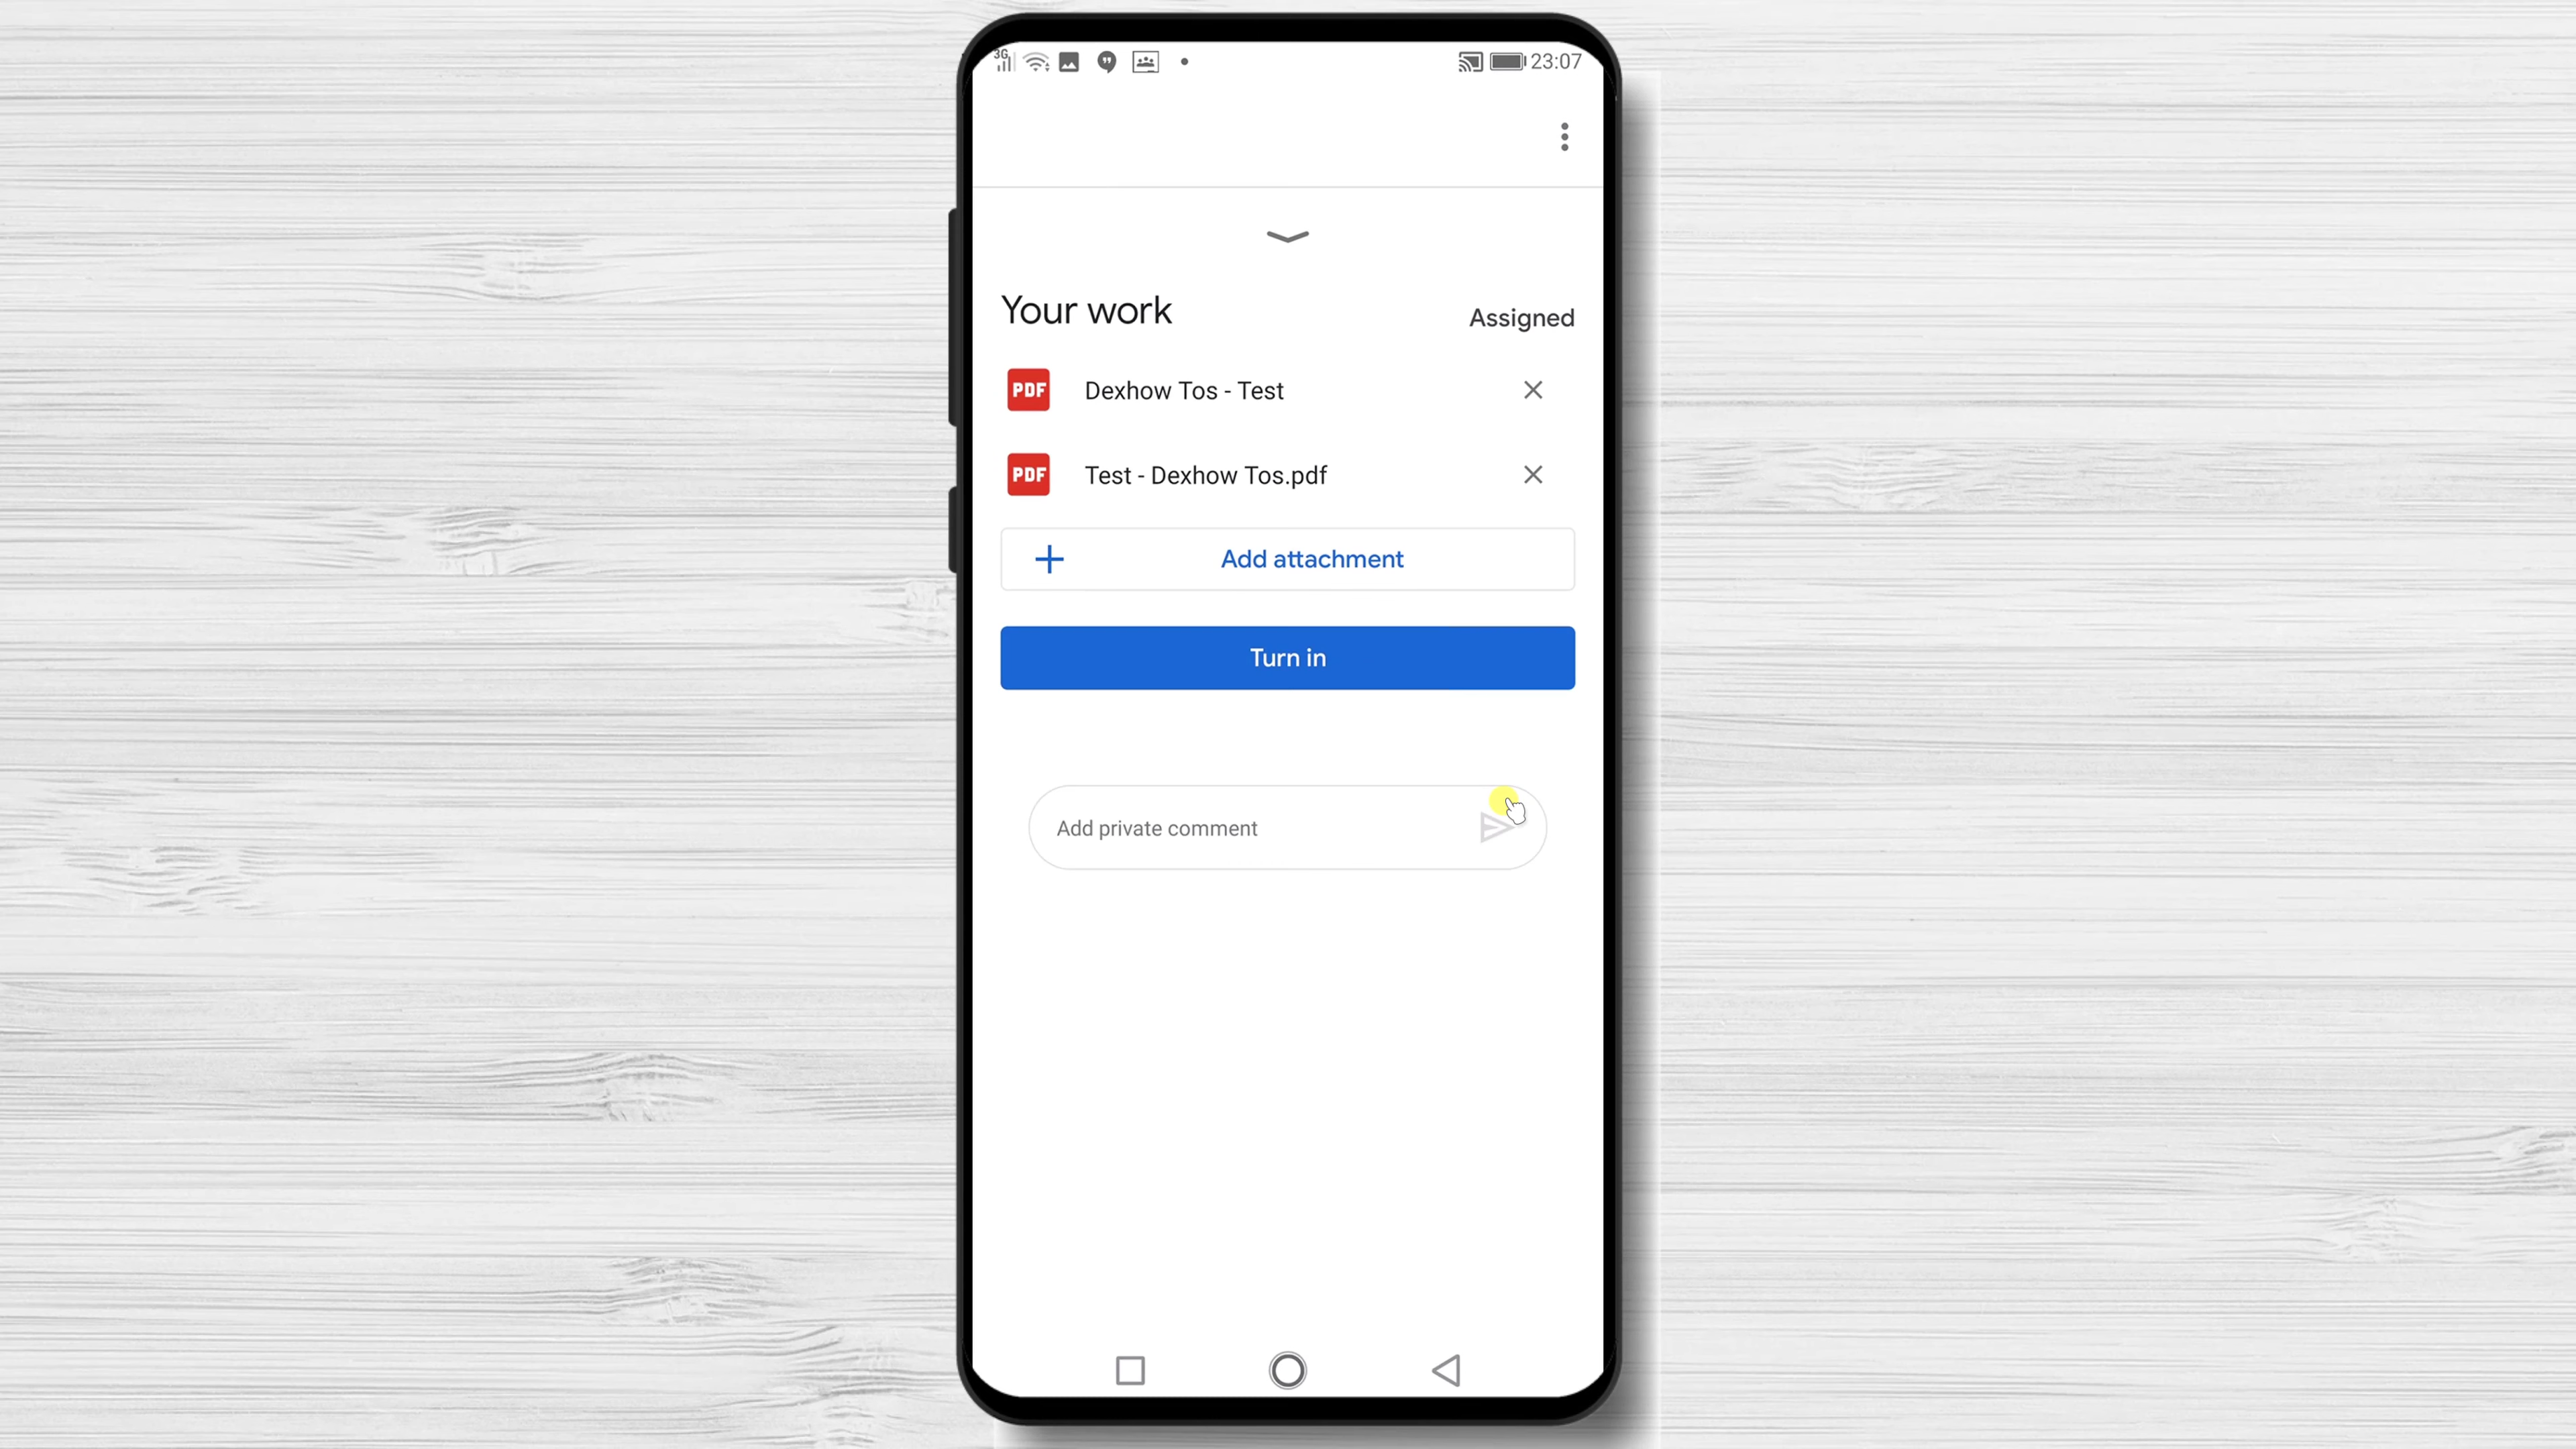 3G 23:07
Your work
Assigned
PDF Dexhow Tos - Test
PDF Test - Dexhow Tos.pdf
Add attachment
Turn in
Add private comment